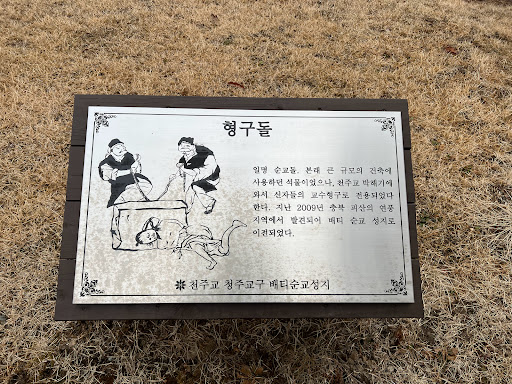 형구돌
일명 순교돌. 본래 큰 규모의 건축에
사용하던 석물이었으나, 천주교 박해기에
와서 신자들의 교수형구로 전용되었다
한다. 지난 2009년 충북 괴산의 연풍
지역에서 발견되어 배티 순교 성지로
이전되었다.
천주교 청주교구 배티순교성지